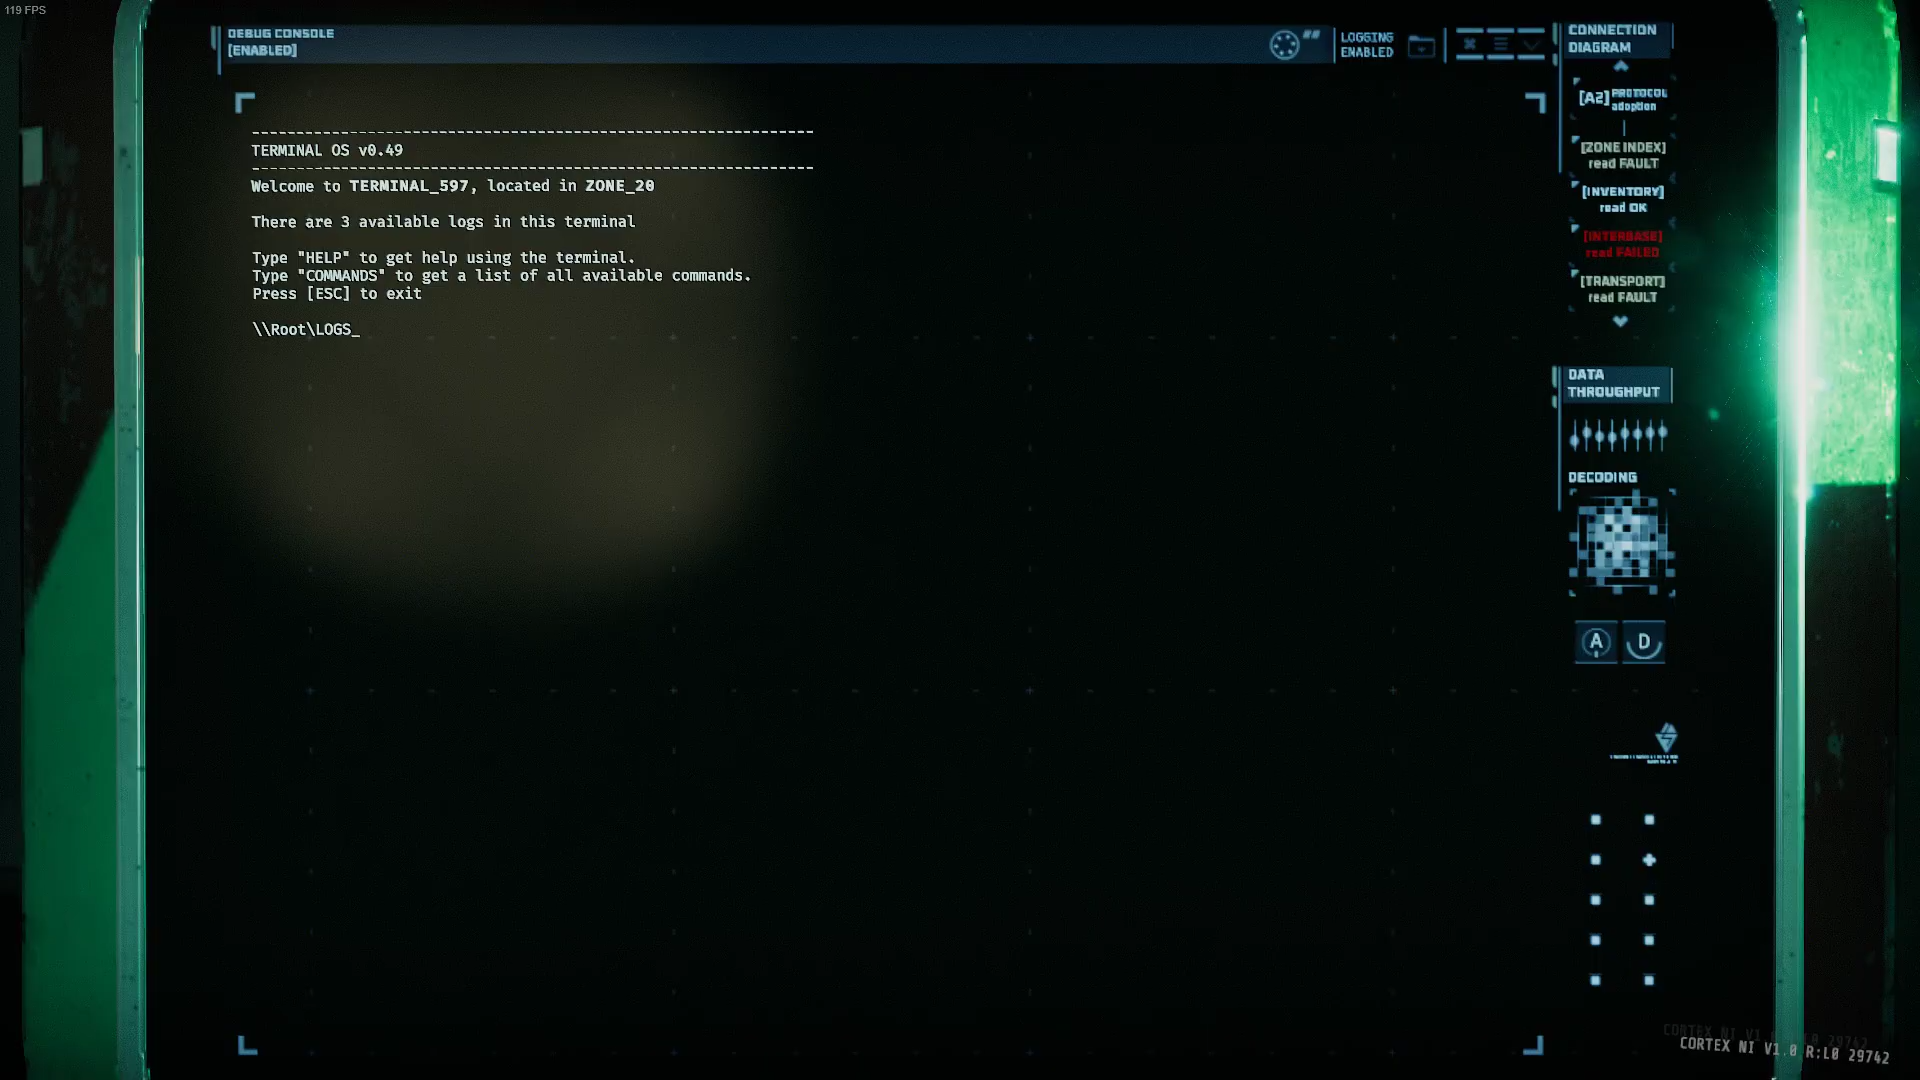 119 FPS
DEBUG CONSOLE
[ENABLED]
LOGGING
ENABLED
CONNECTION
DIAGRAM
[A2] PROTOCOL
adoption
[ZONE INDEX]
read FAULT
[INVENTORY]
read OK
[INTERBASE]
read FAILED
[TRANSPORT]
read FAULT
DATA
THROUGHPUT
DECODING
A D
--------------------------------------------------------------
TERMINAL OS v0.49
--------------------------------------------------------------
Welcome to TERMINAL_597, located in ZONE_20
There are 3 available logs in this terminal
Type "HELP" to get help using the terminal.
Type "COMMANDS" to get a list of all available commands.
Press [ESC] to exit
\\Root\LOGS_
CORTEX NI V1.0 R:L0 29742